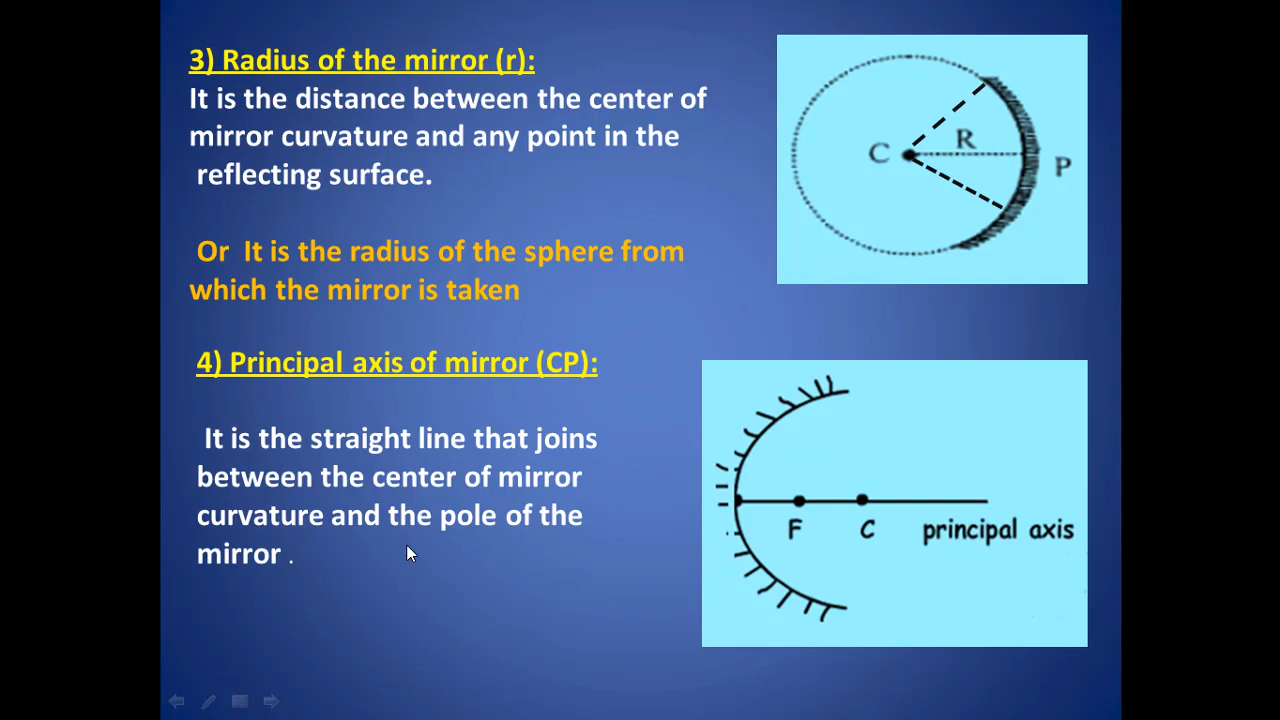 3) Radius of the mirror (r):
It is the distance between the center of
mirror curvature and any point in the
reflecting surface.
Or It is the radius of the sphere from
which the mirror is taken
C
R
P
4) Principal axis of mirror (CP):
It is the straight line that joins
between the center of mirror
curvature and the pole of the
mirror .
F
C
principal axis